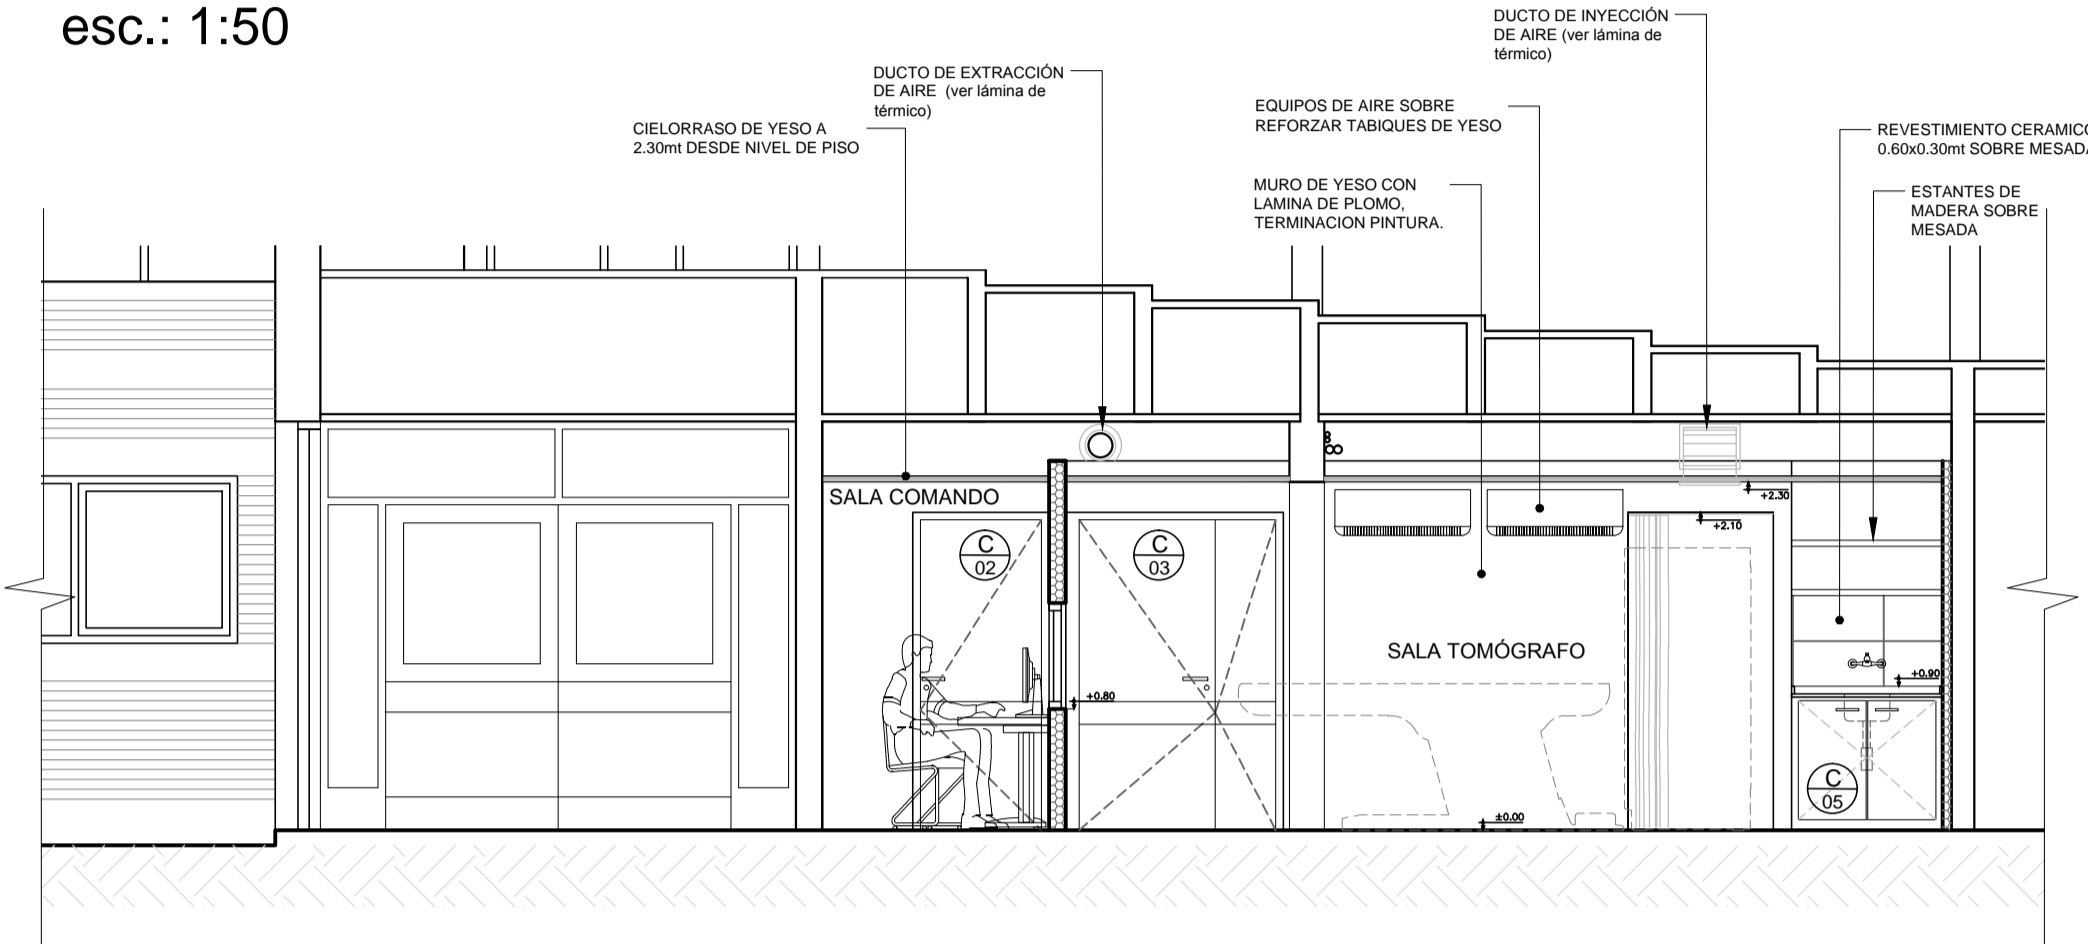 esc.: 1:50
DUCTO DE INYECCIÓN
DE AIRE (ver lámina de
térmico)
DUCTO DE EXTRACCIÓN
DE AIRE (ver lámina de
térmico)
EQUIPOS DE AIRE SOBRE
REFORZAR TABIQUES DE YESO
CIELORRASO DE YESO A
2.30mt DESDE NIVEL DE PISO
REVESTIMIENTO CERAMICO
0.60x0.30mt SOBRE MESADA
MURO DE YESO CON
LAMINA DE PLOMO,
TERMINACION PINTURA.
ESTANTES DE
MADERA SOBRE
MESADA
SALA COMANDO
+2.30
+2.10
C
02
C
03
SALA TOMÓGRAFO
+0.90
+0.80
C
05
±0.00